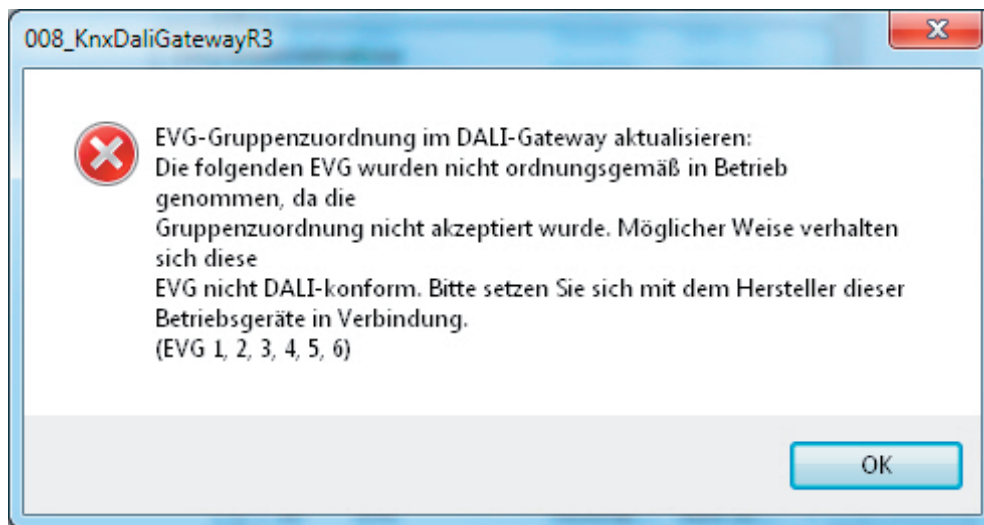 008_KnxDaliGatewayR3
EVG-Gruppenzuordnung im DALI-Gateway aktualisieren:
Die folgenden EVG wurden nicht ordnungsgemäß in Betrieb
genommen, da die
Gruppenzuordnung nicht akzeptiert wurde. Möglicher Weise verhalten
sich diese
EVG nicht DALI-konform. Bitte setzen Sie sich mit dem Hersteller dieser
Betriebsgeräte in Verbindung.
(EVG 1, 2, 3, 4, 5, 6)
OK